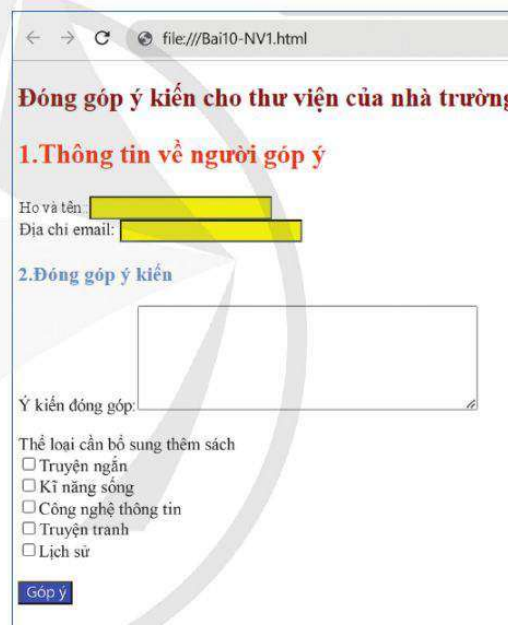 file:///Bai10-NV1.html
Đóng góp ý kiến cho thư viện của nhà trường
1.Thông tin về người góp ý
Họ và tên:
Địa chỉ email:
2.Đóng góp ý kiến
Ý kiến đóng góp:
Thể loại cần bổ sung thêm sách
Truyện ngắn
Kĩ năng sống
Công nghệ thông tin
Truyện tranh
Lịch sử
Góp ý